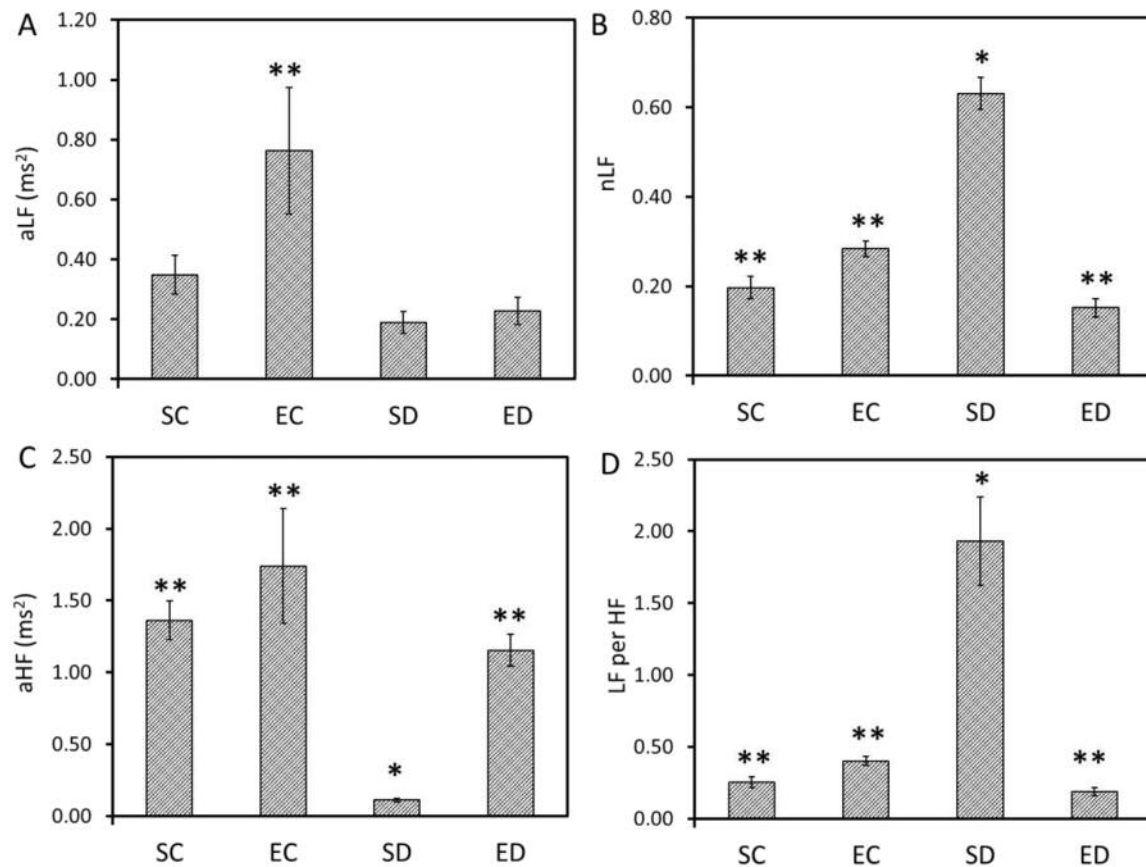 A
1.20
1.00
0.80
0.60
0.40
0.20
0.00
aLF (ms²)
**
SC EC SD ED
B
0.80
0.60
0.40
0.20
0.00
nLF
** ** * **
SC EC SD ED
C
2.50
2.00
1.50
1.00
0.50
0.00
aHF (ms²)
** ** * **
SC EC SD ED
D
2.50
2.00
1.50
1.00
0.50
0.00
LF per HF
** ** * **
SC EC SD ED